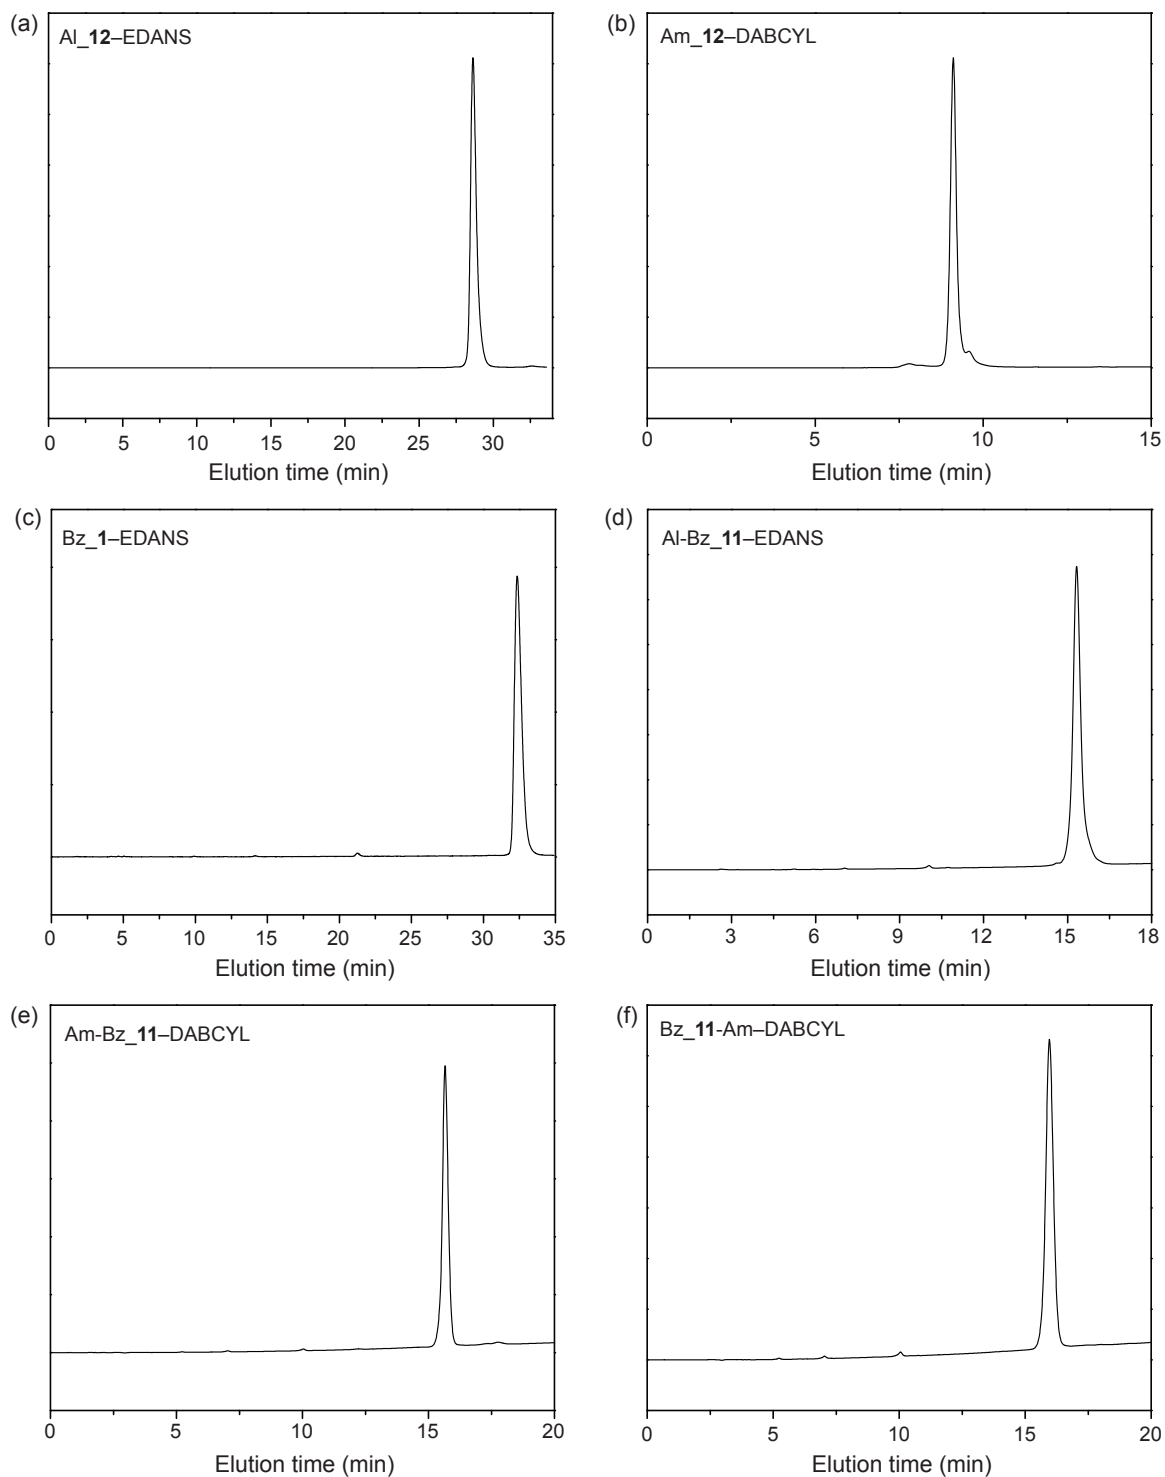 (a)
Al_12–EDANS
0 5 10 15 20 25 30
Elution time (min)
(b)
Am_12–DABCYL
0 5 10 15
Elution time (min)
(c)
Bz_1–EDANS
0 5 10 15 20 25 30 35
Elution time (min)
(d)
Al-Bz_11–EDANS
0 3 6 9 12 15 18
Elution time (min)
(e)
Am-Bz_11–DABCYL
0 5 10 15 20
Elution time (min)
(f)
Bz_11-Am–DABCYL
0 5 10 15 20
Elution time (min)